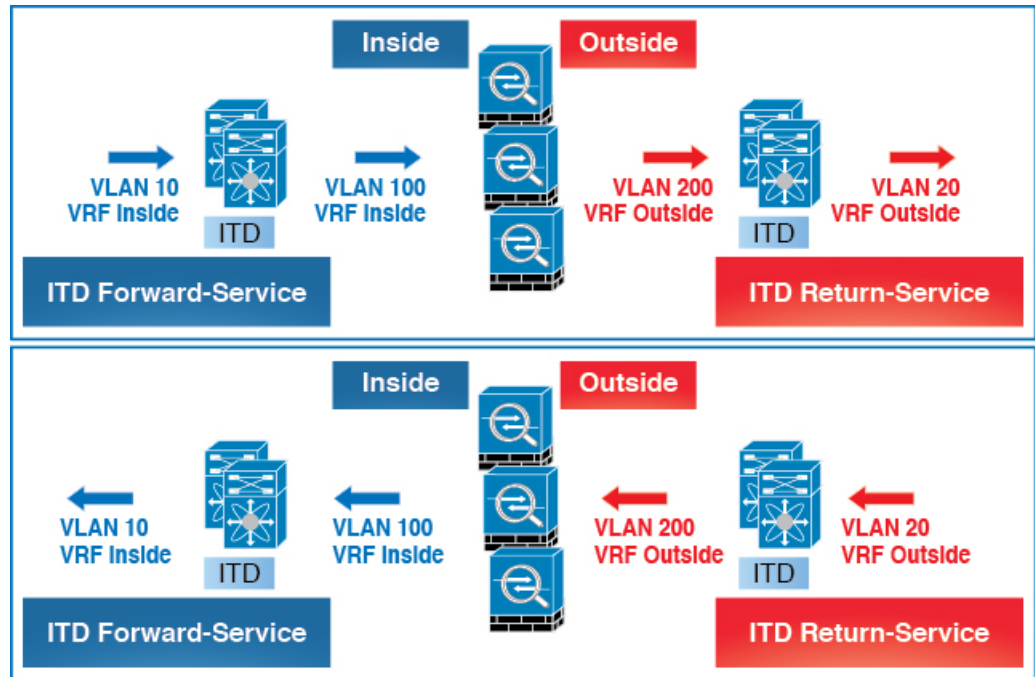 Inside
Outside
VLAN 10
VRF Inside
VLAN 100
VRF Inside
VLAN 200
VRF Outside
VLAN 20
VRF Outside
ITD
ITD
ITD Forward-Service
ITD Return-Service
Inside
Outside
VLAN 10
VRF Inside
VLAN 100
VRF Inside
VLAN 200
VRF Outside
VLAN 20
VRF Outside
ITD
ITD
ITD Forward-Service
ITD Return-Service